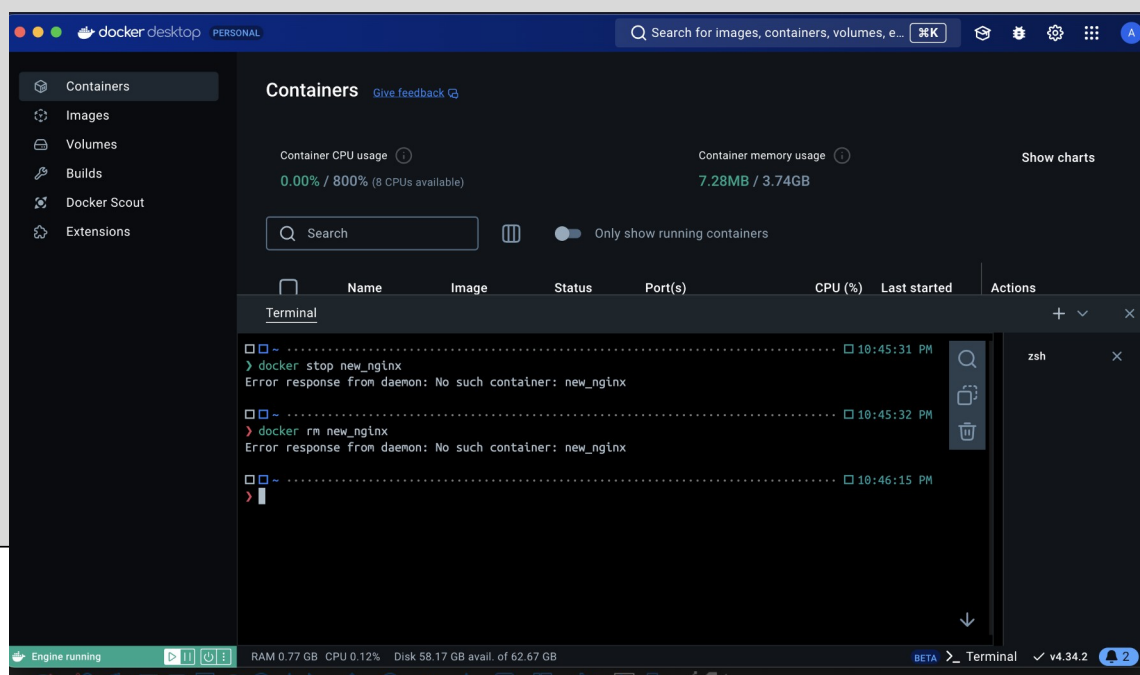 docker desktop PERSONAL
Search for images, containers, volumes, e... ⌘K
A
Containers
Images
Volumes
Builds
Docker Scout
Extensions
Containers Give feedback
Container CPU usage
0.00% / 800% (8 CPUs available)
Container memory usage
7.28MB / 3.74GB
Show charts
Search
Only show running containers
Name Image Status Port(s) CPU (%) Last started Actions
Terminal
~ 10:45:31 PM
❯ docker stop new_nginx
Error response from daemon: No such container: new_nginx
~ 10:45:32 PM
❯ docker rm new_nginx
Error response from daemon: No such container: new_nginx
~ 10:46:15 PM
❯
zsh
Engine running
RAM 0.77 GB CPU 0.12% Disk 58.17 GB avail. of 62.67 GB
BETA >_ Terminal ✓ v4.34.2 2